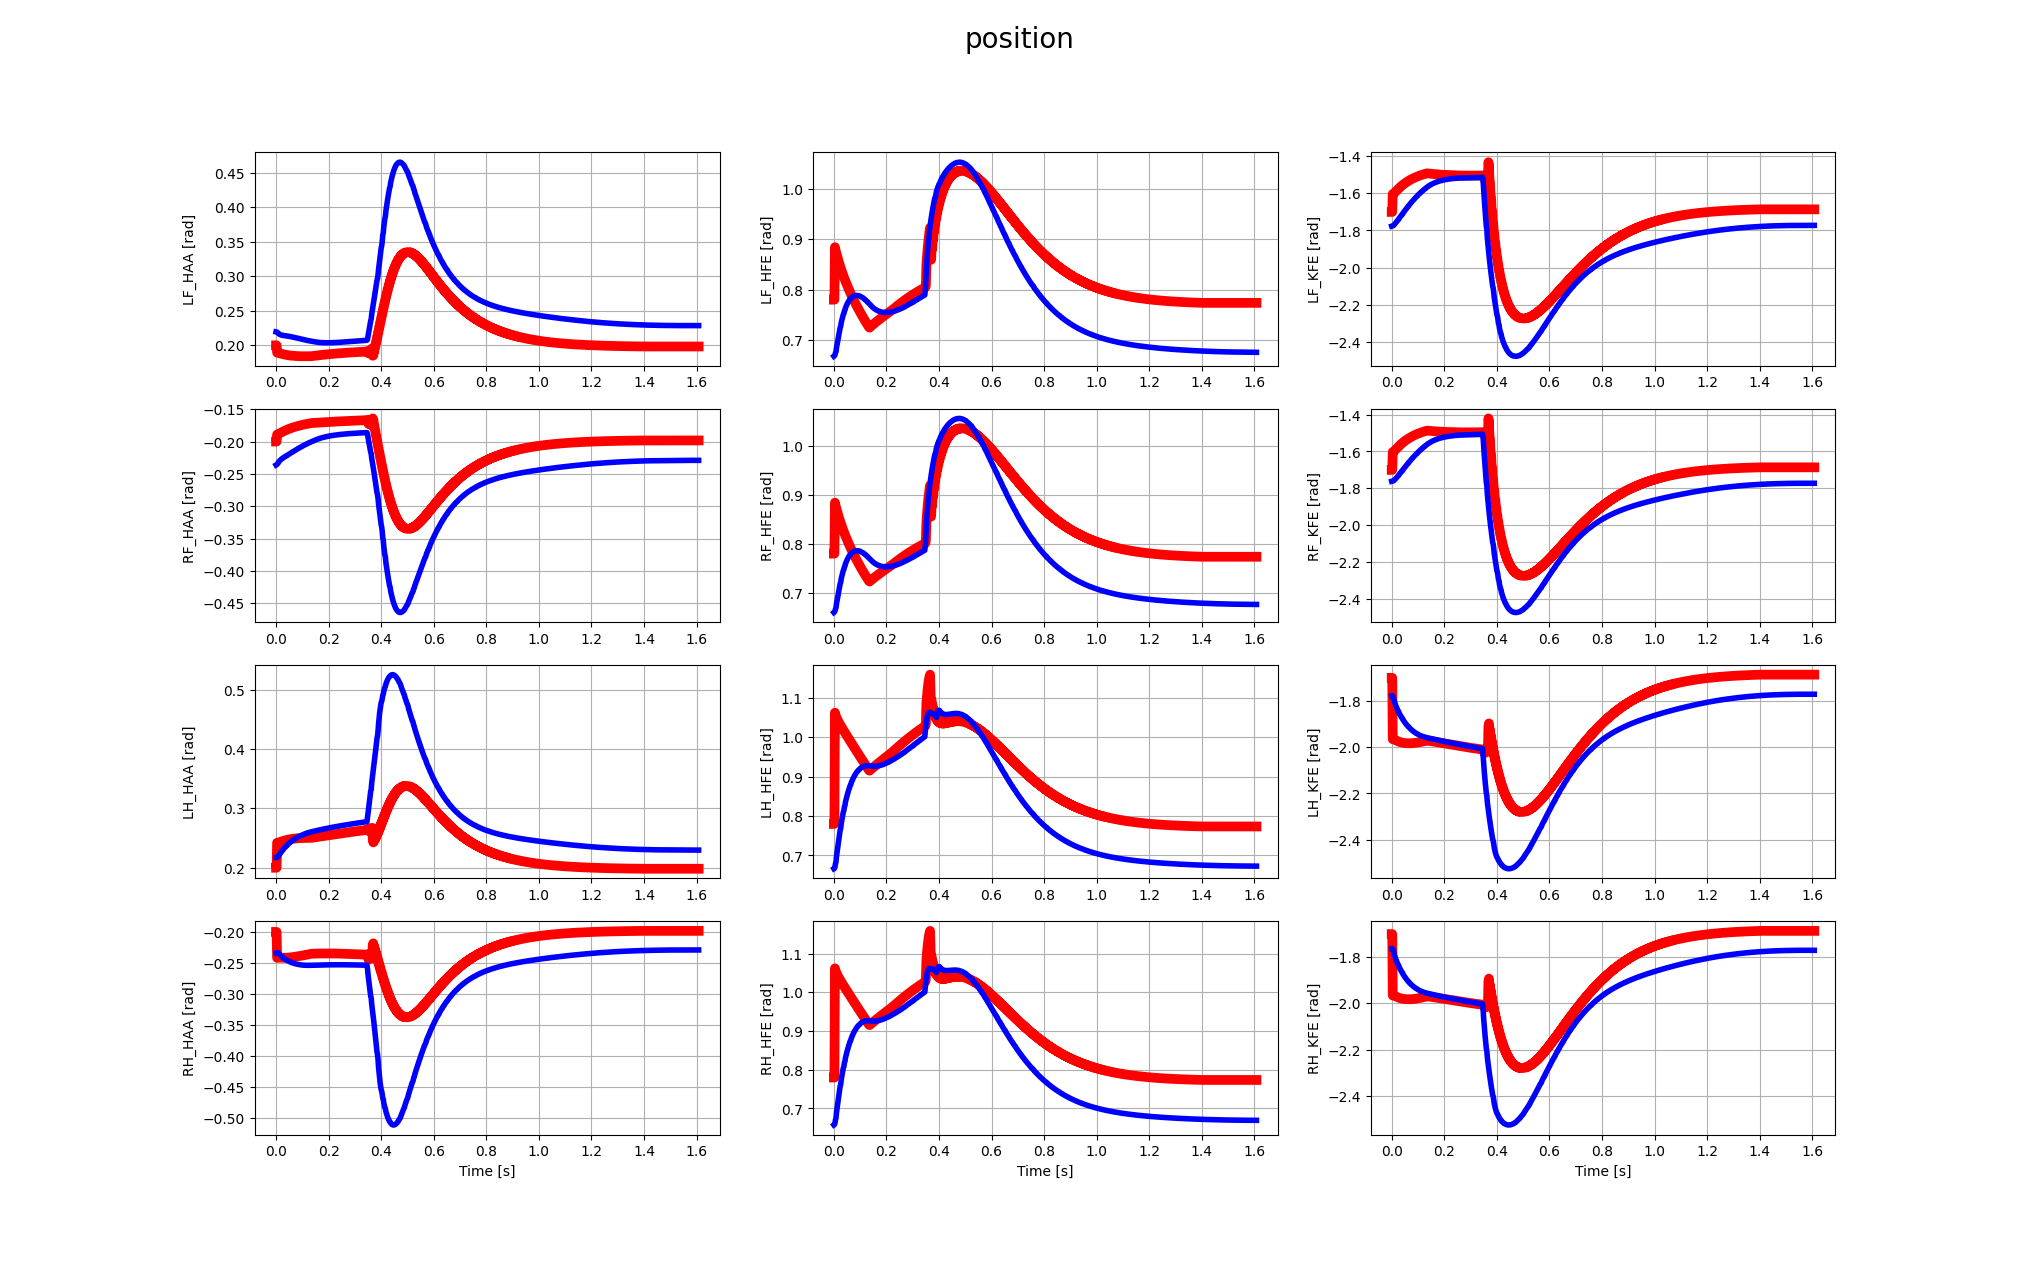 position
LF_HAA [rad]
0.45
0.40
0.35
0.30
0.25
0.20
0.0 0.2 0.4 0.6 0.8 1.0 1.2 1.4 1.6
LF_HFE [rad]
1.0
0.9
0.8
0.7
0.0 0.2 0.4 0.6 0.8 1.0 1.2 1.4 1.6
LF_KFE [rad]
−1.4
−1.6
−1.8
−2.0
−2.2
−2.4
0.0 0.2 0.4 0.6 0.8 1.0 1.2 1.4 1.6
RF_HAA [rad]
−0.15
−0.20
−0.25
−0.30
−0.35
−0.40
−0.45
0.0 0.2 0.4 0.6 0.8 1.0 1.2 1.4 1.6
RF_HFE [rad]
1.0
0.9
0.8
0.7
0.0 0.2 0.4 0.6 0.8 1.0 1.2 1.4 1.6
RF_KFE [rad]
−1.4
−1.6
−1.8
−2.0
−2.2
−2.4
0.0 0.2 0.4 0.6 0.8 1.0 1.2 1.4 1.6
LH_HAA [rad]
0.5
0.4
0.3
0.2
0.0 0.2 0.4 0.6 0.8 1.0 1.2 1.4 1.6
LH_HFE [rad]
1.1
1.0
0.9
0.8
0.7
0.0 0.2 0.4 0.6 0.8 1.0 1.2 1.4 1.6
LH_KFE [rad]
−1.8
−2.0
−2.2
−2.4
0.0 0.2 0.4 0.6 0.8 1.0 1.2 1.4 1.6
RH_HAA [rad]
−0.20
−0.25
−0.30
−0.35
−0.40
−0.45
−0.50
0.0 0.2 0.4 0.6 0.8 1.0 1.2 1.4 1.6
Time [s]
RH_HFE [rad]
1.1
1.0
0.9
0.8
0.7
0.0 0.2 0.4 0.6 0.8 1.0 1.2 1.4 1.6
Time [s]
RH_KFE [rad]
−1.8
−2.0
−2.2
−2.4
0.0 0.2 0.4 0.6 0.8 1.0 1.2 1.4 1.6
Time [s]